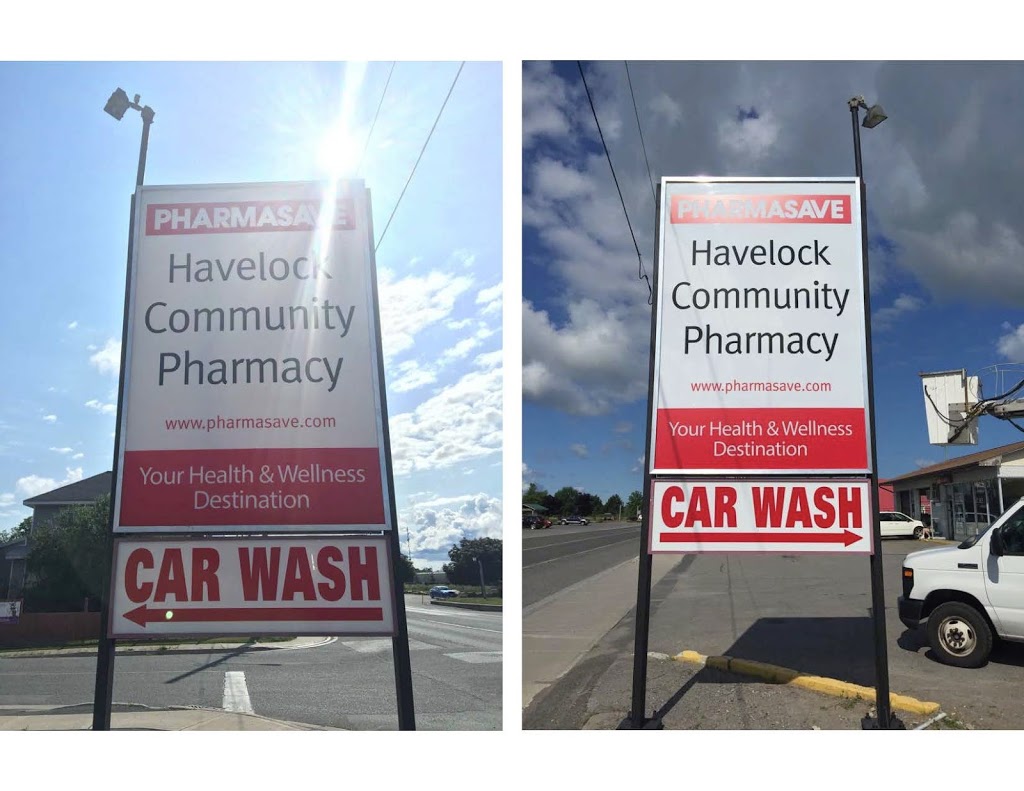 PHARMASAVE
Havelock
Community
Pharmacy
www.pharmasave.com
Your Health & Wellness
Destination
CAR WASH
PHARMASAVE
Havelock
Community
Pharmacy
www.pharmasave.com
Your Health & Wellness
Destination
CAR WASH